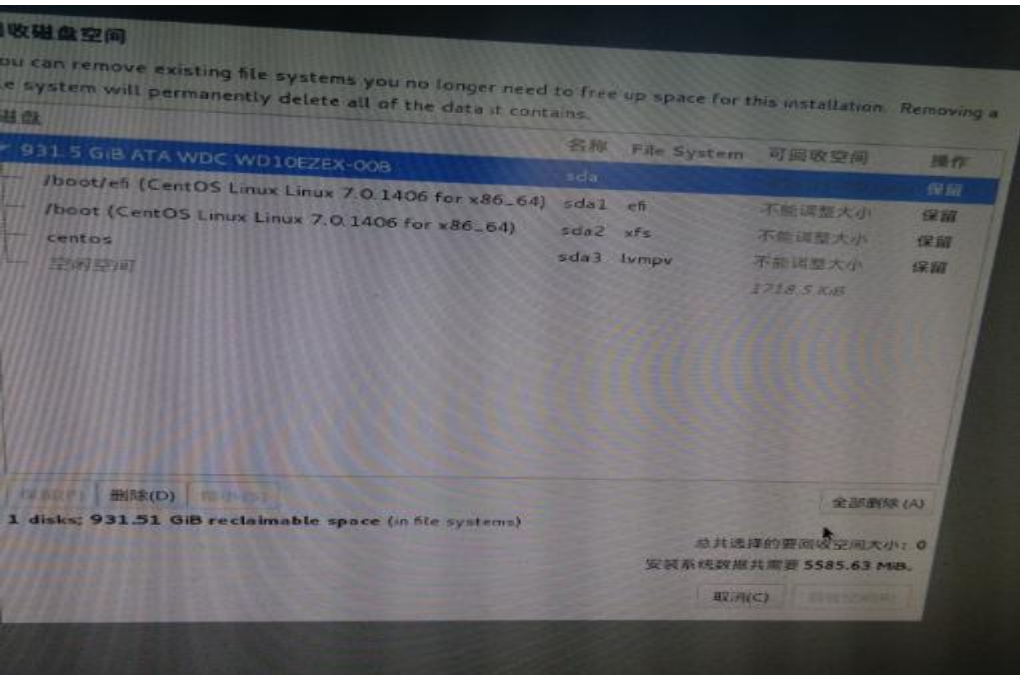 收磁盘空间
ou can remove existing file systems you no longer need to free up space for this installation. Removing a
e system will permanently delete all of the data it contains.
磁盘 名称 File System 可回收空间 操作
931.5 GiB ATA WDC WD10EZEX-00B sda 保留
/boot/efi (CentOS Linux Linux 7.0.1406 for x86_64) sda1 efi 不能调整大小 保留
/boot (CentOS Linux Linux 7.0.1406 for x86_64) sda2 xfs 不能调整大小 保留
centos sda3 lvmpv 不能调整大小 保留
空闲空间 1718.5 KiB
删除(D) 全部删除(A)
1 disks; 931.51 GiB reclaimable space (in file systems)
总共选择的要回收空间大小：0
安装系统数据共需要 5585.63 MiB。
取消(C)